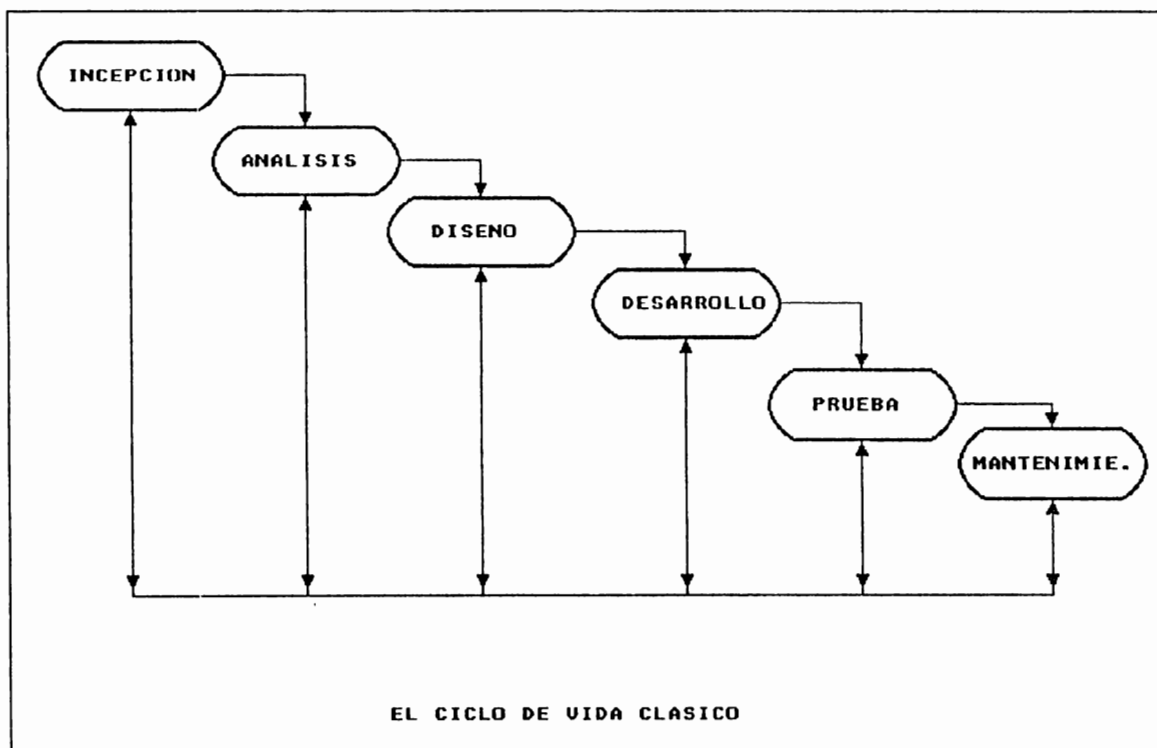 INCEPCION
ANALISIS
DISENO
DESARROLLO
PRUEBA
MANTENIMIE.
EL CICLO DE VIDA CLASICO